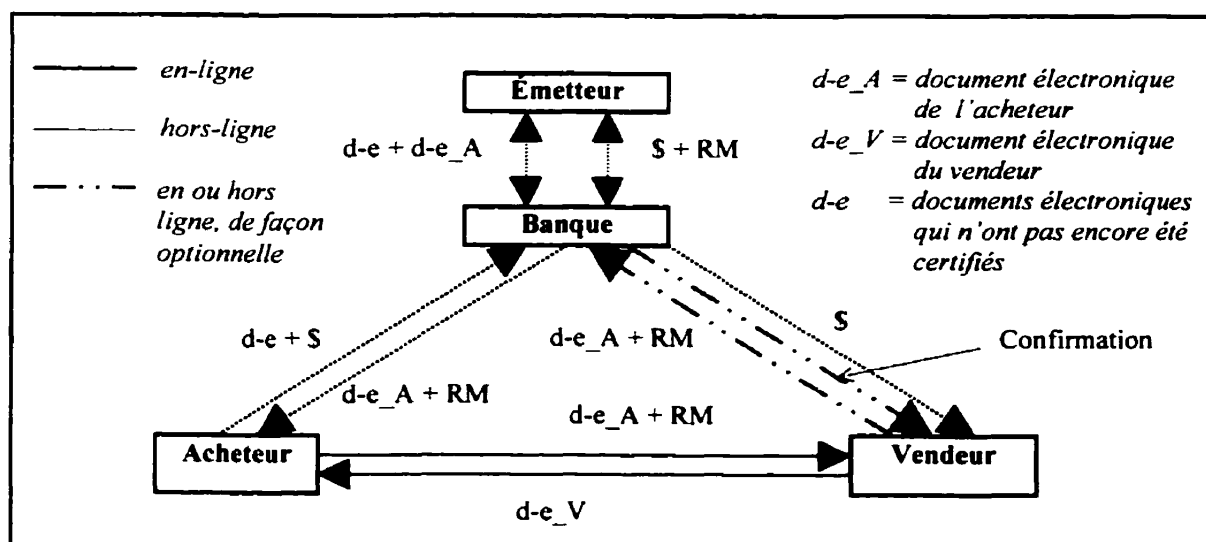 en-ligne
hors-ligne
en ou hors
ligne, de façon
optionnelle
Émetteur
d-e + d-e_A
$ + RM
Banque
d-e_A = document électronique
de l'acheteur
d-e_V = document électronique
du vendeur
d-e = documents électroniques
qui n'ont pas encore été
certifiés
d-e + $
d-e_A + RM
$
Confirmation
d-e_A + RM
d-e_A + RM
Acheteur
Vendeur
d-e_V